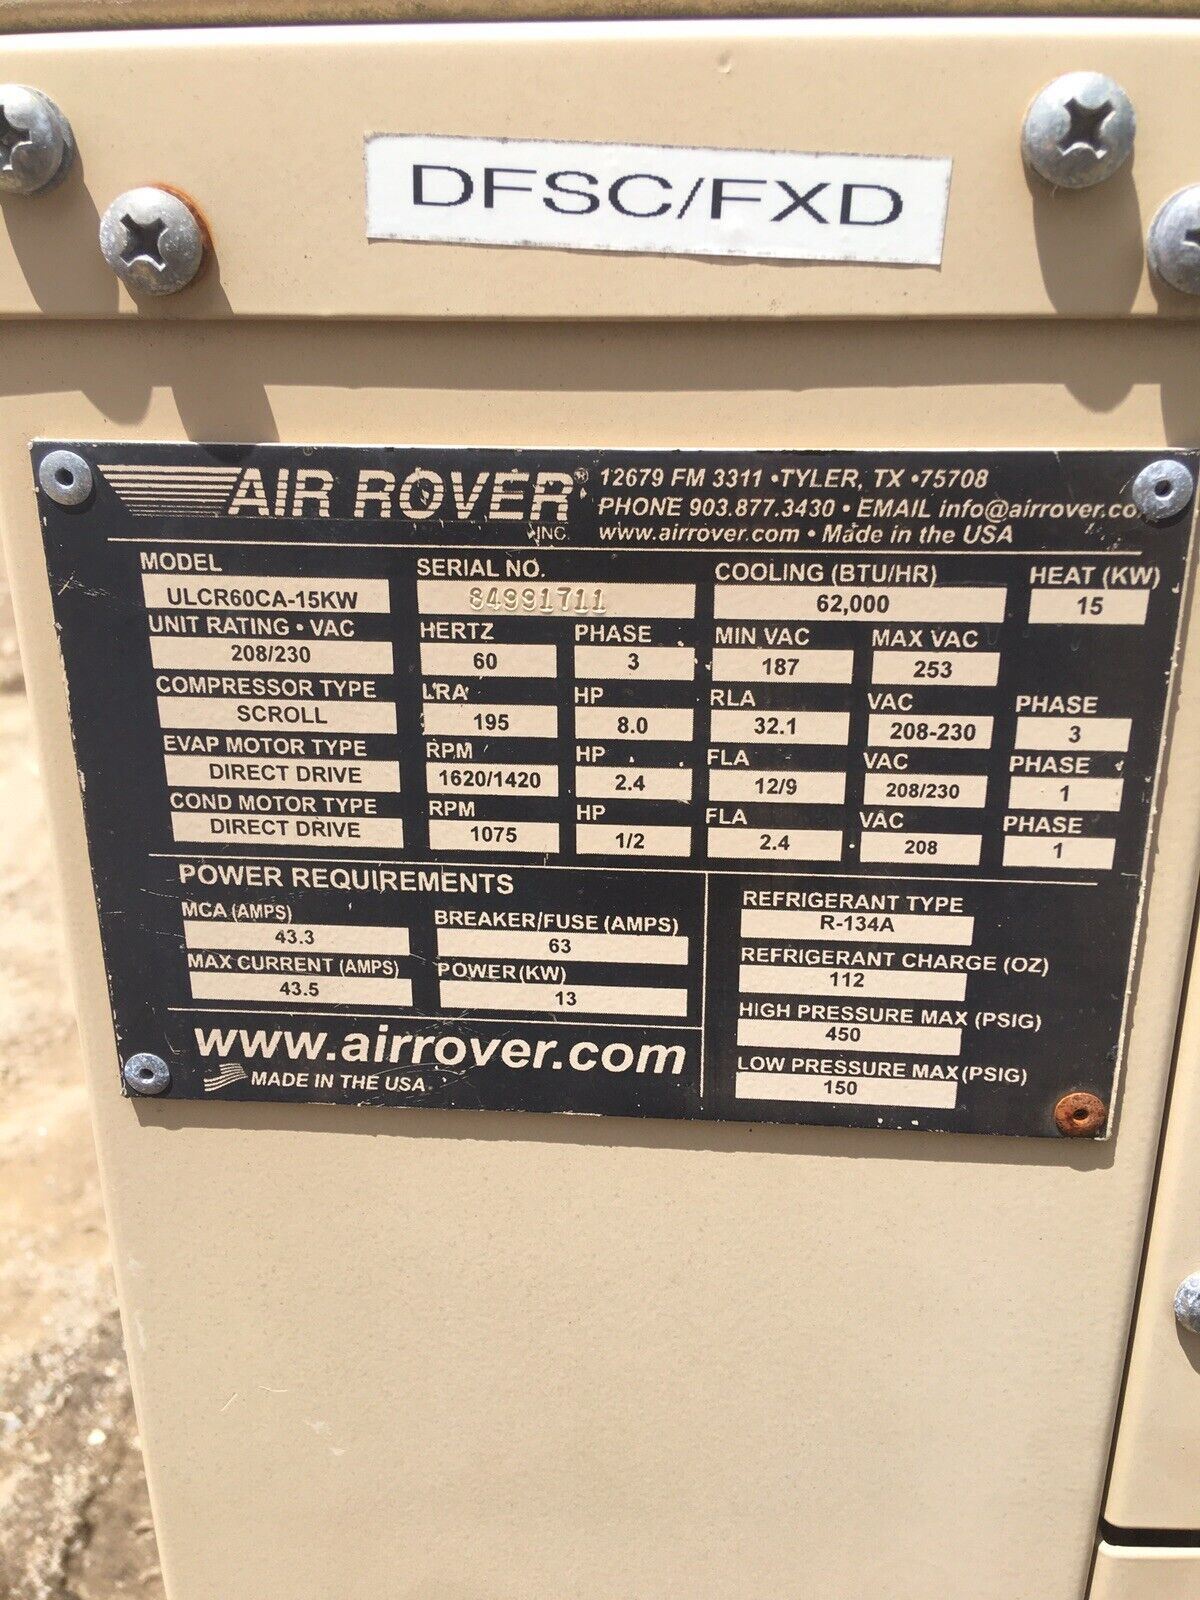 DFSC/FXD
AIR ROVER® INC.
12679 FM 3311 • TYLER, TX • 75708
PHONE 903.877.3430 • EMAIL info@airrover.co
www.airrover.com • Made in the USA
MODEL SERIAL NO. COOLING (BTU/HR) HEAT (KW)
ULCR60CA-15KW 84991711 62,000 15
UNIT RATING • VAC HERTZ PHASE MIN VAC MAX VAC
208/230 60 3 187 253
COMPRESSOR TYPE LRA HP RLA VAC PHASE
SCROLL 195 8.0 32.1 208-230 3
EVAP MOTOR TYPE RPM HP FLA VAC PHASE
DIRECT DRIVE 1620/1420 2.4 12/9 208/230 1
COND MOTOR TYPE RPM HP FLA VAC PHASE
DIRECT DRIVE 1075 1/2 2.4 208 1
POWER REQUIREMENTS
MCA (AMPS) BREAKER/FUSE (AMPS)
43.3 63
MAX CURRENT (AMPS) POWER (KW)
43.5 13
www.airrover.com
MADE IN THE USA
REFRIGERANT TYPE
R-134A
REFRIGERANT CHARGE (OZ)
112
HIGH PRESSURE MAX (PSIG)
450
LOW PRESSURE MAX (PSIG)
150